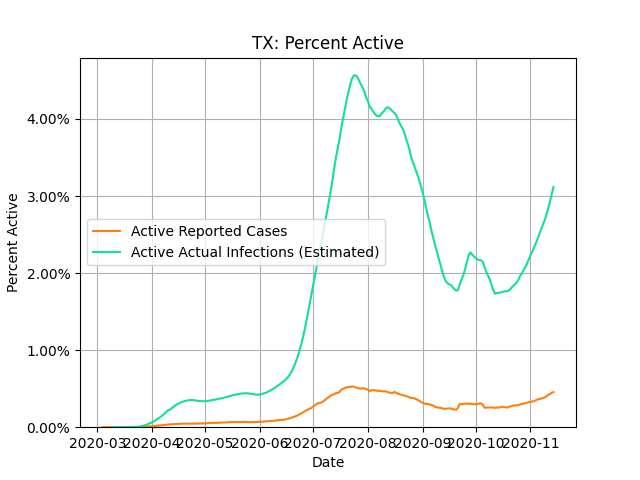 TX: Percent Active
Percent Active
4.00%
3.00%
2.00%
1.00%
0.00%
Active Reported Cases
Active Actual Infections (Estimated)
2020-03 2020-04 2020-05 2020-06 2020-07 2020-08 2020-09 2020-10 2020-11
Date